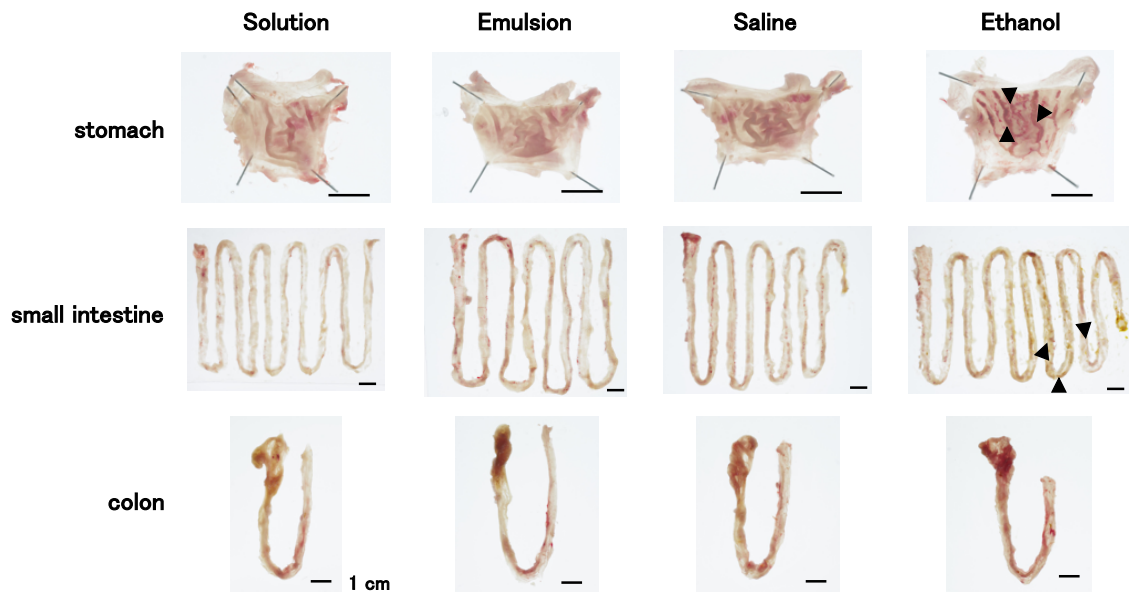 Solution Emulsion Saline Ethanol
stomach
small intestine
colon
1 cm